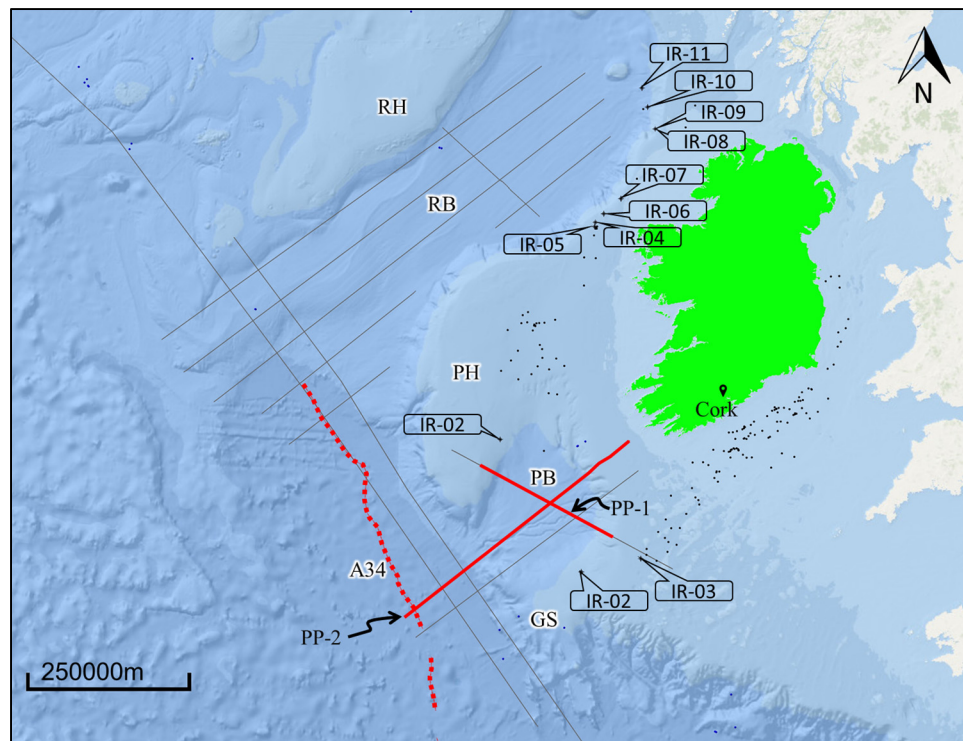 IR-11
IR-10
N
RH
IR-09
IR-08
IR-07
RB
IR-06
IR-05
IR-04
PH
Cork
IR-02
PB
PP-1
A34
IR-02
IR-03
GS
PP-2
250000m